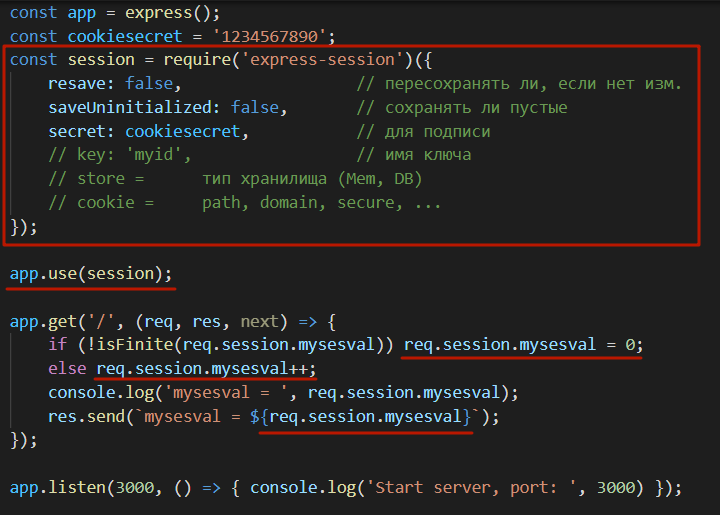 const app = express();
const cookiesecret = '1234567890';
const session = require('express-session')({
    resave: false,                  // пересохранять ли, если нет изм.
    saveUninitialized: false,       // сохранять ли пустые
    secret: cookiesecret,           // для подписи
    // key: 'myid',                 // имя ключа
    // store =      тип хранилища (Mem, DB)
    // cookie =     path, domain, secure, ...
});

app.use(session);

app.get('/', (req, res, next) => {
    if (!isFinite(req.session.mysesval)) req.session.mysesval = 0;
    else req.session.mysesval++;
    console.log('mysesval = ', req.session.mysesval);
    res.send(`mysesval = ${req.session.mysesval}`);
});

app.listen(3000, () => { console.log('Start server, port: ', 3000) });